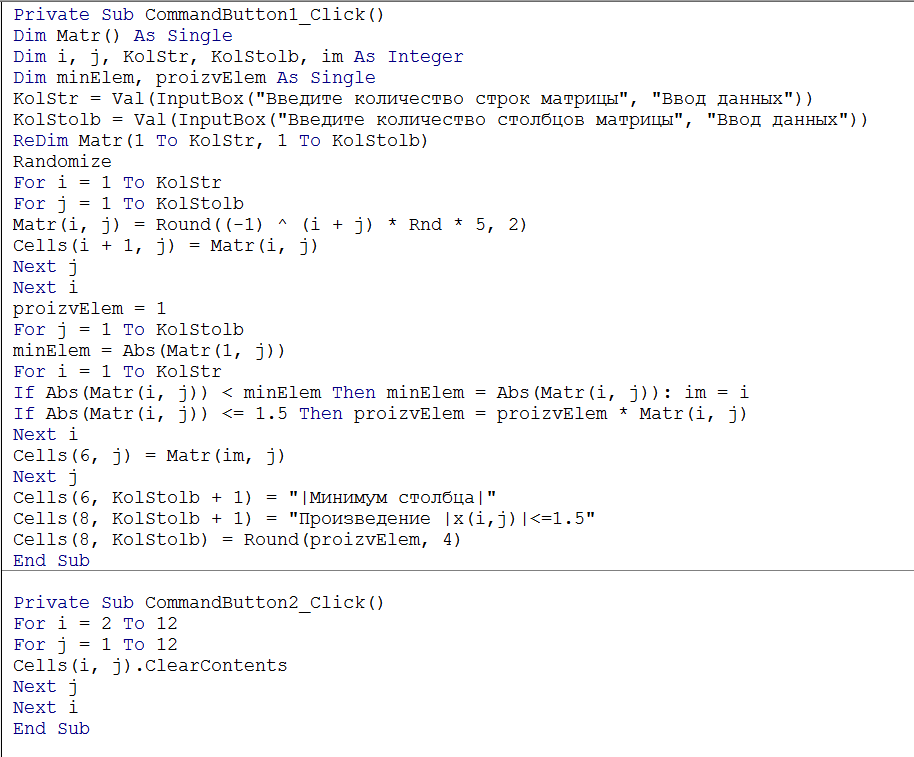 Private Sub CommandButton1_Click()
Dim Matr() As Single
Dim i, j, KolStr, KolStolb, im As Integer
Dim minElem, proizvElem As Single
KolStr = Val(InputBox("Введите количество строк матрицы", "Ввод данных"))
KolStolb = Val(InputBox("Введите количество столбцов матрицы", "Ввод данных"))
ReDim Matr(1 To KolStr, 1 To KolStolb)
Randomize
For i = 1 To KolStr
For j = 1 To KolStolb
Matr(i, j) = Round((-1) ^ (i + j) * Rnd * 5, 2)
Cells(i + 1, j) = Matr(i, j)
Next j
Next i
proizvElem = 1
For j = 1 To KolStolb
minElem = Abs(Matr(1, j))
For i = 1 To KolStr
If Abs(Matr(i, j)) < minElem Then minElem = Abs(Matr(i, j)): im = i
If Abs(Matr(i, j)) <= 1.5 Then proizvElem = proizvElem * Matr(i, j)
Next i
Cells(6, j) = Matr(im, j)
Next j
Cells(6, KolStolb + 1) = "|Минимум столбца|"
Cells(8, KolStolb + 1) = "Произведение |x(i,j)|<=1.5"
Cells(8, KolStolb) = Round(proizvElem, 4)
End Sub
Private Sub CommandButton2_Click()
For i = 2 To 12
For j = 1 To 12
Cells(i, j).ClearContents
Next j
Next i
End Sub